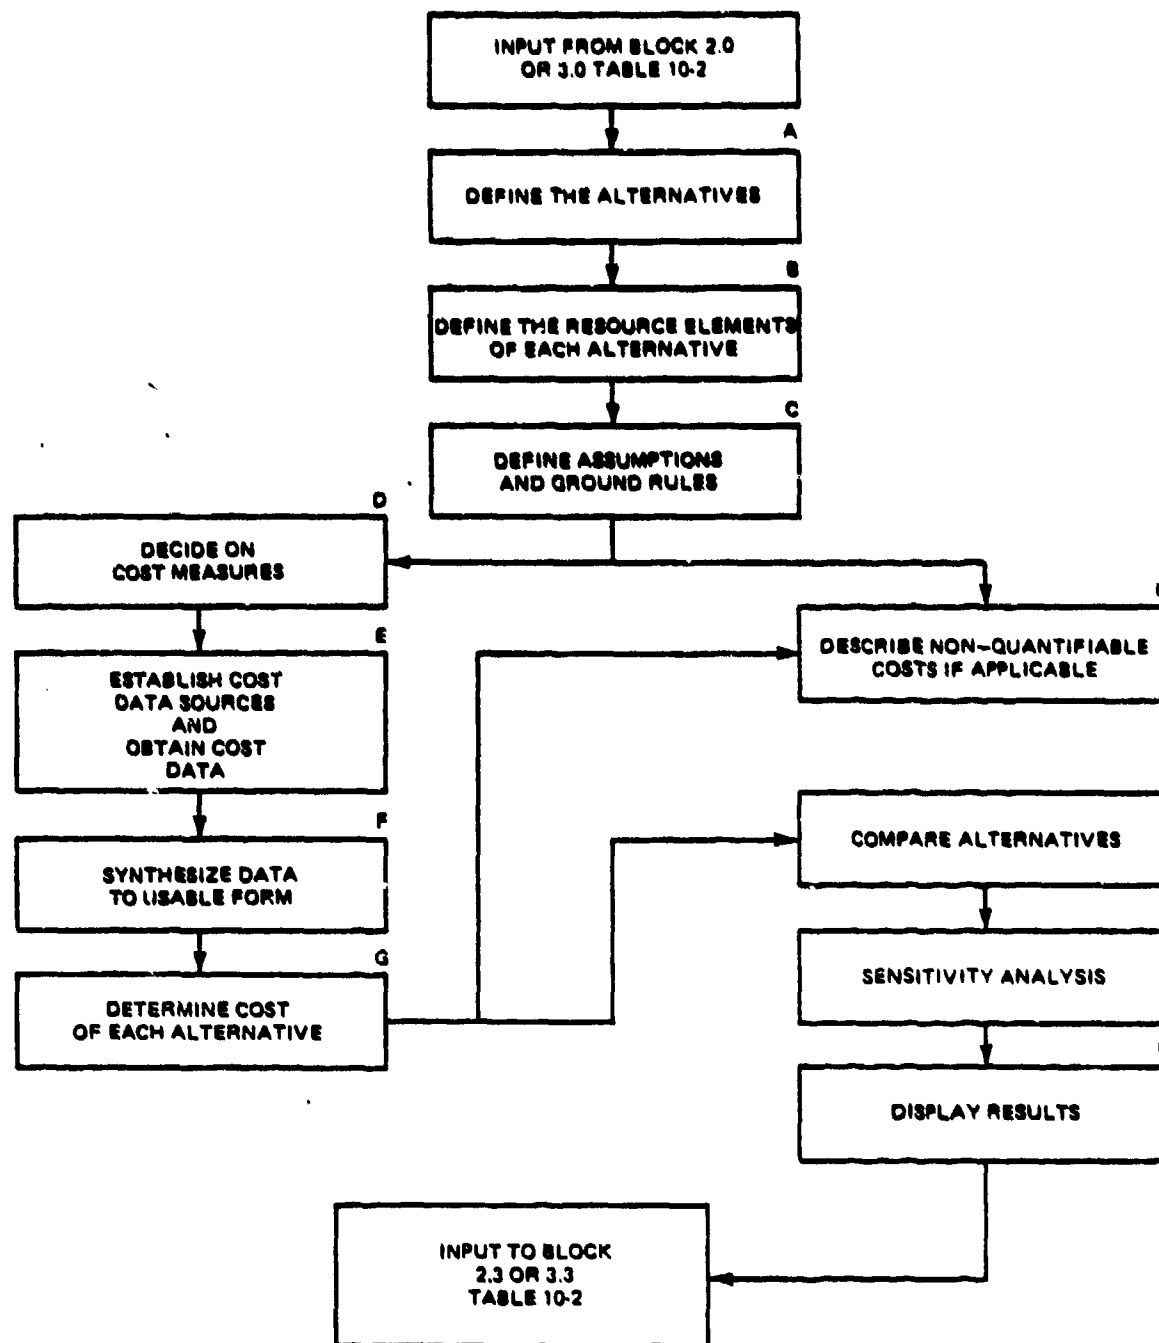 INPUT FROM BLOCK 2.0
OR 3.0 TABLE 10-2
A
DEFINE THE ALTERNATIVES
B
DEFINE THE RESOURCE ELEMENTS
OF EACH ALTERNATIVE
C
DEFINE ASSUMPTIONS
AND GROUND RULES
D
DECIDE ON
COST MEASURES
E
ESTABLISH COST
DATA SOURCES
AND
OBTAIN COST
DATA
F
SYNTHESIZE DATA
TO USABLE FORM
G
DETERMINE COST
OF EACH ALTERNATIVE
DESCRIBE NON-QUANTIFIABLE
COSTS IF APPLICABLE
COMPARE ALTERNATIVES
SENSITIVITY ANALYSIS
DISPLAY RESULTS
INPUT TO BLOCK
2.3 OR 3.3
TABLE 10-2